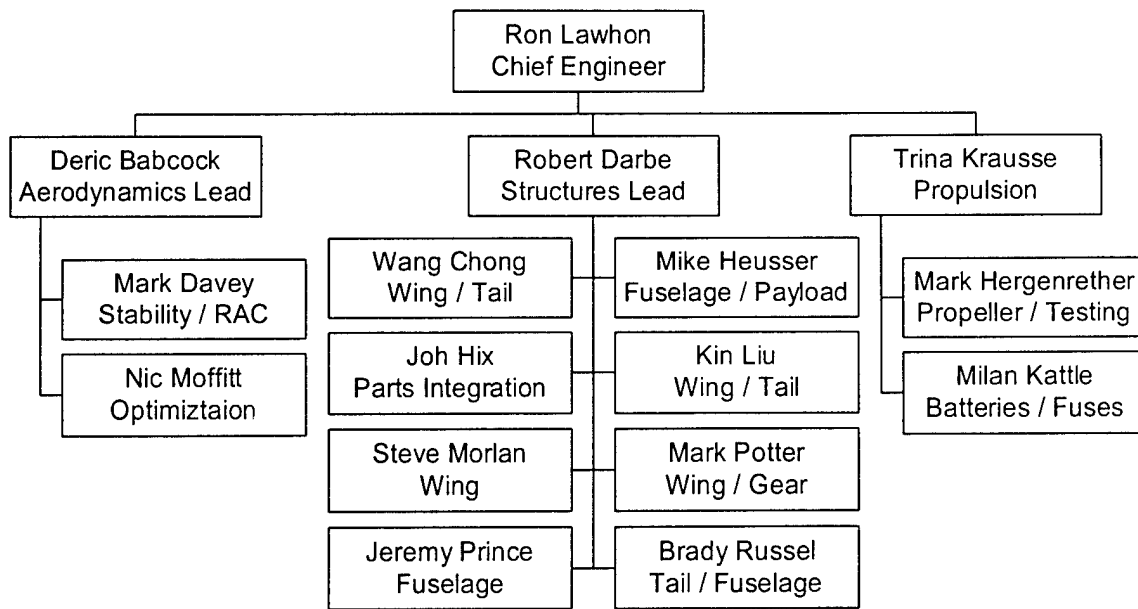 Ron Lawhon
Chief Engineer
Deric Babcock
Aerodynamics Lead
Robert Darbe
Structures Lead
Trina Krausse
Propulsion
Mark Davey
Stability / RAC
Nic Moffitt
Optimiztaion
Wang Chong
Wing / Tail
Mike Heusser
Fuselage / Payload
Joh Hix
Parts Integration
Kin Liu
Wing / Tail
Steve Morlan
Wing
Mark Potter
Wing / Gear
Jeremy Prince
Fuselage
Brady Russel
Tail / Fuselage
Mark Hergenrether
Propeller / Testing
Milan Kattle
Batteries / Fuses